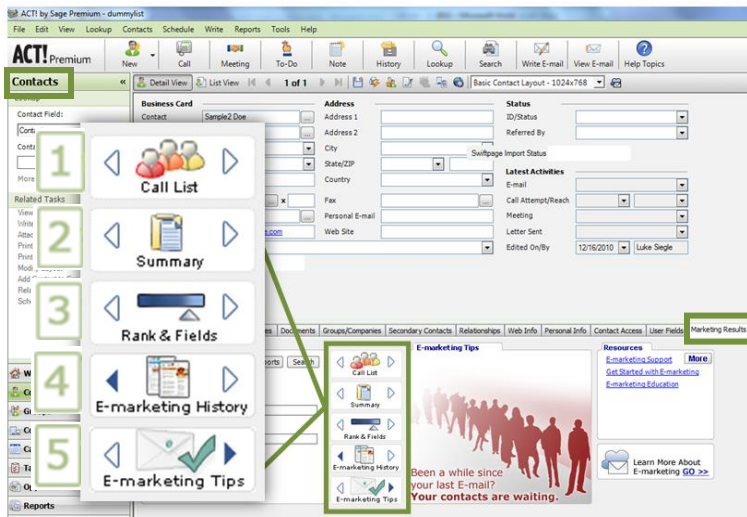 ACT! by Sage Premium - dummylist
File Edit View Lookup Contacts Schedule Write Reports Tools Help
ACT! Premium New Call Meeting To-Do Note History Lookup Search Write E-mail View E-mail Help Topics
Contacts « Detail View List View 1 of 1 Basic Contact Layout - 1024x768
Business Card Address Status
Contact Field: Contact Sample2 Doe Address 1 ID/Status
Address 2 Referred By
City
Swiftpage Import Status
State/ZIP
Latest Activities
More Country E-mail
Related Tasks x Fax Call Attempt/Reach
View Personal E-mail Meeting
Web Site Letter Sent
Print Edited On/By 12/16/2010 Luke Siegle
Print
1 Call List
2 Summary
3 Rank & Fields
4 E-marketing History
5 E-marketing Tips
Documents Groups/Companies Secondary Contacts Relationships Web Info Personal Info Contact Access User Fields Marketing Results
Search
Call List
Summary
Rank & Fields
E-marketing History
E-marketing Tips
E-marketing Tips
Been a while since
your last E-mail?
Your contacts are waiting.
Resources
E-marketing Support More
Get Started with E-marketing
E-marketing Education
Learn More About
E-marketing GO >>
Reports